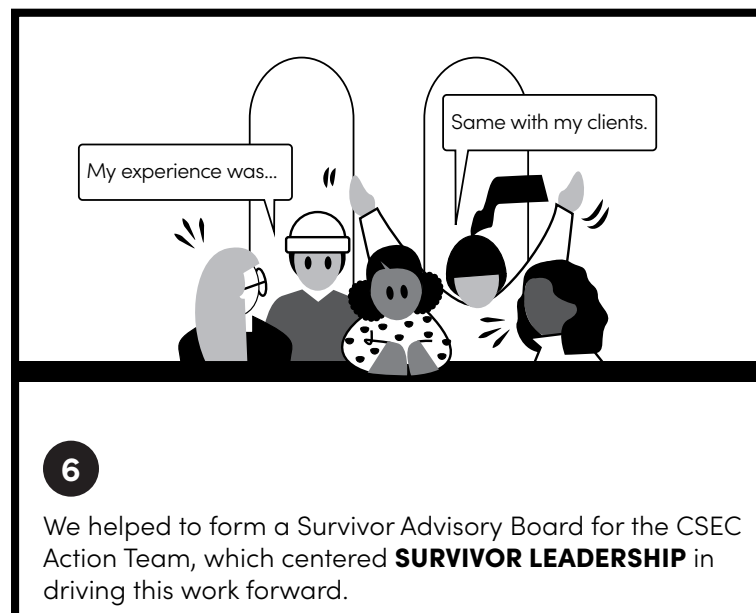 Same with my clients.
My experience was...
6
We helped to form a Survivor Advisory Board for the CSEC
Action Team, which centered SURVIVOR LEADERSHIP in
driving this work forward.